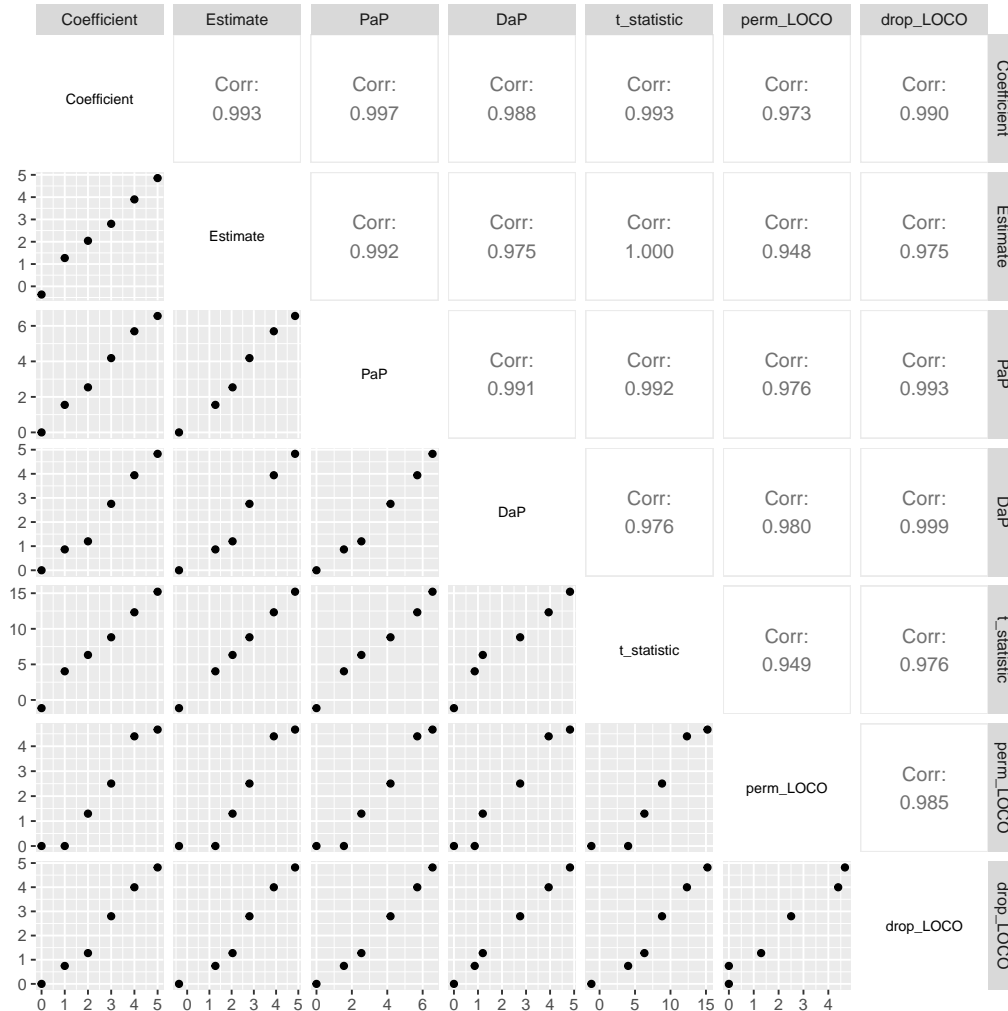 Coefficient Estimate PaP DaP t_statistic perm_LOCO drop_LOCO
Coefficient
Corr:
0.993
Corr:
0.997
Corr:
0.988
Corr:
0.993
Corr:
0.973
Corr:
0.990
Coefficient
5
4
3
2
1
0
Estimate
Corr:
0.992
Corr:
0.975
Corr:
1.000
Corr:
0.948
Corr:
0.975
Estimate
6
4
2
0
PaP
Corr:
0.991
Corr:
0.992
Corr:
0.976
Corr:
0.993
PaP
5
4
3
2
1
0
DaP
Corr:
0.976
Corr:
0.980
Corr:
0.999
DaP
15
10
5
0
t_statistic
Corr:
0.949
Corr:
0.976
t_statistic
4
3
2
1
0
perm_LOCO
Corr:
0.985
perm_LOCO
5
4
3
2
1
0
drop_LOCO
drop_LOCO
0 1 2 3 4 5 0 1 2 3 4 5 0 2 4 6 0 1 2 3 4 5 0 5 10 15 0 1 2 3 4